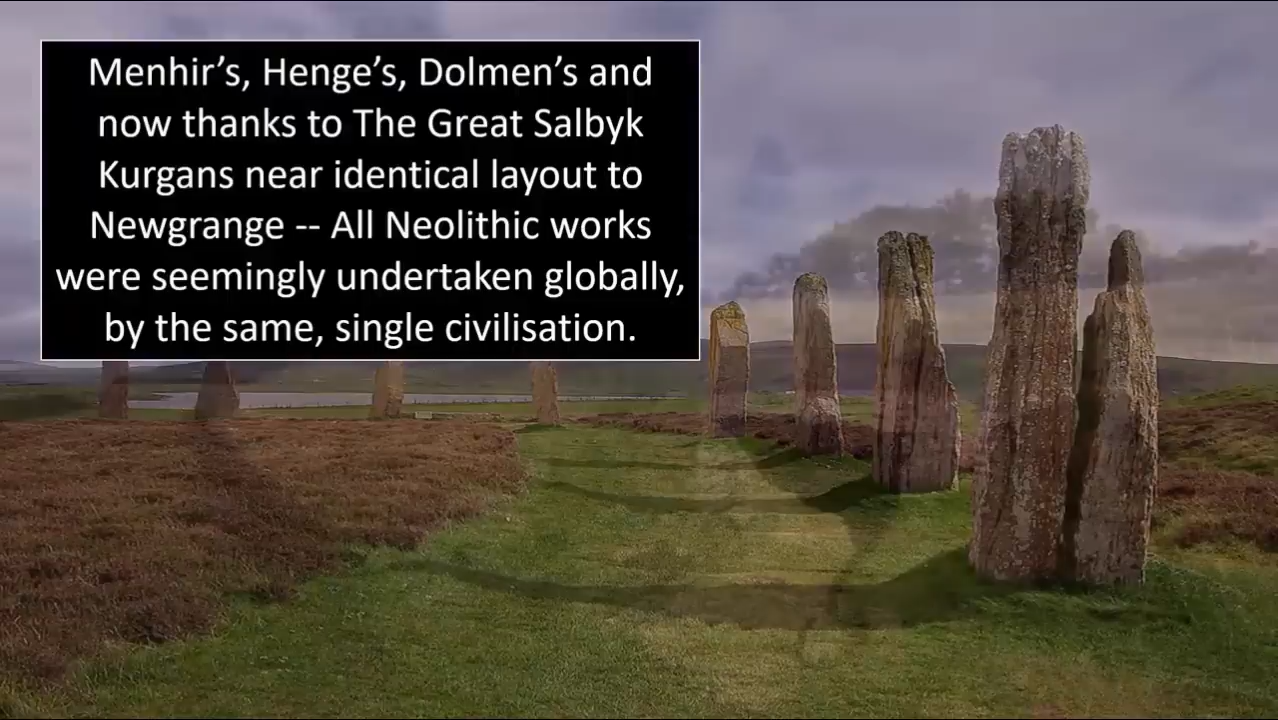 Menhir’s, Henge’s, Dolmen’s and
now thanks to The Great Salbyk
Kurgans near identical layout to
Newgrange -- All Neolithic works
were seemingly undertaken globally,
by the same, single civilisation.